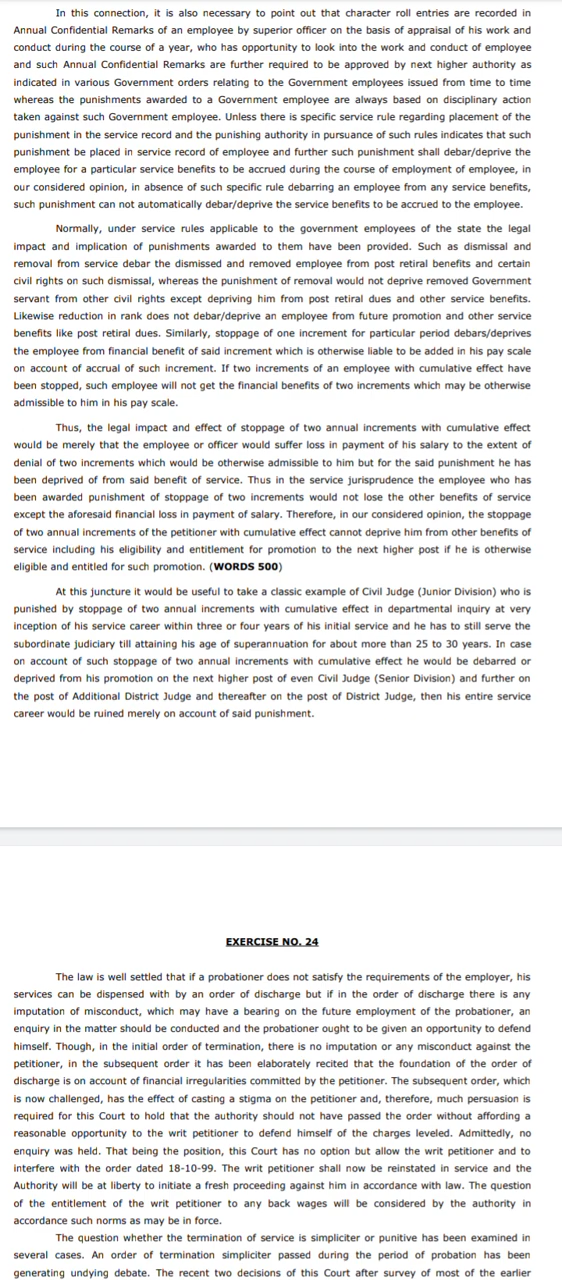 In this connection, it is also necessary to point out that character roll entries are recorded in
Annual Confidential Remarks of an employee by superior officer on the basis of appraisal of his work and
conduct during the course of a year, who has opportunity to look into the work and conduct of employee
and such Annual Confidential Remarks are further required to be approved by next higher authority as
indicated in various Government orders relating to the Government employees issued from time to time
whereas the punishments awarded to a Government employee are always based on disciplinary action
taken against such Government employee. Unless there is specific service rule regarding placement of the
punishment in the service record and the punishing authority in pursuance of such rules indicates that such
punishment be placed in service record of employee and further such punishment shall debar/deprive the
employee for a particular service benefits to be accrued during the course of employment of employee, in
our considered opinion, in absence of such specific rule debarring an employee from any service benefits,
such punishment can not automatically debar/deprive the service benefits to be accrued to the employee.
Normally, under service rules applicable to the government employees of the state the legal
impact and implication of punishments awarded to them have been provided. Such as dismissal and
removal from service debar the dismissed and removed employee from post retiral benefits and certain
civil rights on such dismissal, whereas the punishment of removal would not deprive removed Government
servant from other civil rights except depriving him from post retiral dues and other service benefits.
Likewise reduction in rank does not debar/deprive an employee from future promotion and other service
benefits like post retiral dues. Similarly, stoppage of one increment for particular period debars/deprives
the employee from financial benefit of said increment which is otherwise liable to be added in his pay scale
on account of accrual of such increment. If two increments of an employee with cumulative effect have
been stopped, such employee will not get the financial benefits of two increments which may be otherwise
admissible to him in his pay scale.
Thus, the legal impact and effect of stoppage of two annual increments with cumulative effect
would be merely that the employee or officer would suffer loss in payment of his salary to the extent of
denial of two increments which would be otherwise admissible to him but for the said punishment he has
been deprived of from said benefit of service. Thus in the service jurisprudence the employee who has
been awarded punishment of stoppage of two increments would not lose the other benefits of service
except the aforesaid financial loss in payment of salary. Therefore, in our considered opinion, the stoppage
of two annual increments of the petitioner with cumulative effect cannot deprive him from other benefits of
service including his eligibility and entitlement for promotion to the next higher post if he is otherwise
eligible and entitled for such promotion. (WORDS 500)
At this juncture it would be useful to take a classic example of Civil Judge (Junior Division) who is
punished by stoppage of two annual increments with cumulative effect in departmental inquiry at very
inception of his service career within three or four years of his initial service and he has to still serve the
subordinate judiciary till attaining his age of superannuation for about more than 25 to 30 years. In case
on account of such stoppage of two annual increments with cumulative effect he would be debarred or
deprived from his promotion on the next higher post of even Civil Judge (Senior Division) and further on
the post of Additional District Judge and thereafter on the post of District Judge, then his entire service
career would be ruined merely on account of said punishment.
EXERCISE NO. 24
The law is well settled that if a probationer does not satisfy the requirements of the employer, his
services can be dispensed with by an order of discharge but if in the order of discharge there is any
imputation of misconduct, which may have a bearing on the future employment of the probationer, an
enquiry in the matter should be conducted and the probationer ought to be given an opportunity to defend
himself. Though, in the initial order of termination, there is no imputation or any misconduct against the
petitioner, in the subsequent order it has been elaborately recited that the foundation of the order of
discharge is on account of financial irregularities committed by the petitioner. The subsequent order, which
is now challenged, has the effect of casting a stigma on the petitioner and, therefore, much persuasion is
required for this Court to hold that the authority should not have passed the order without affording a
reasonable opportunity to the writ petitioner to defend himself of the charges leveled. Admittedly, no
enquiry was held. That being the position, this Court has no option but allow the writ petition and to
interfere with the order dated 18-10-99. The writ petitioner shall now be reinstated in service and the
Authority will be at liberty to initiate a fresh proceeding against him in accordance with law. The question
of the entitlement of the writ petitioner to any back wages will be considered by the authority in
accordance such norms as may be in force.
The question whether the termination of service is simpliciter or punitive has been examined in
several cases. An order of termination simpliciter passed during the period of probation has been
generating undying debate. The recent two decisions of this Court after survey of most of the earlier